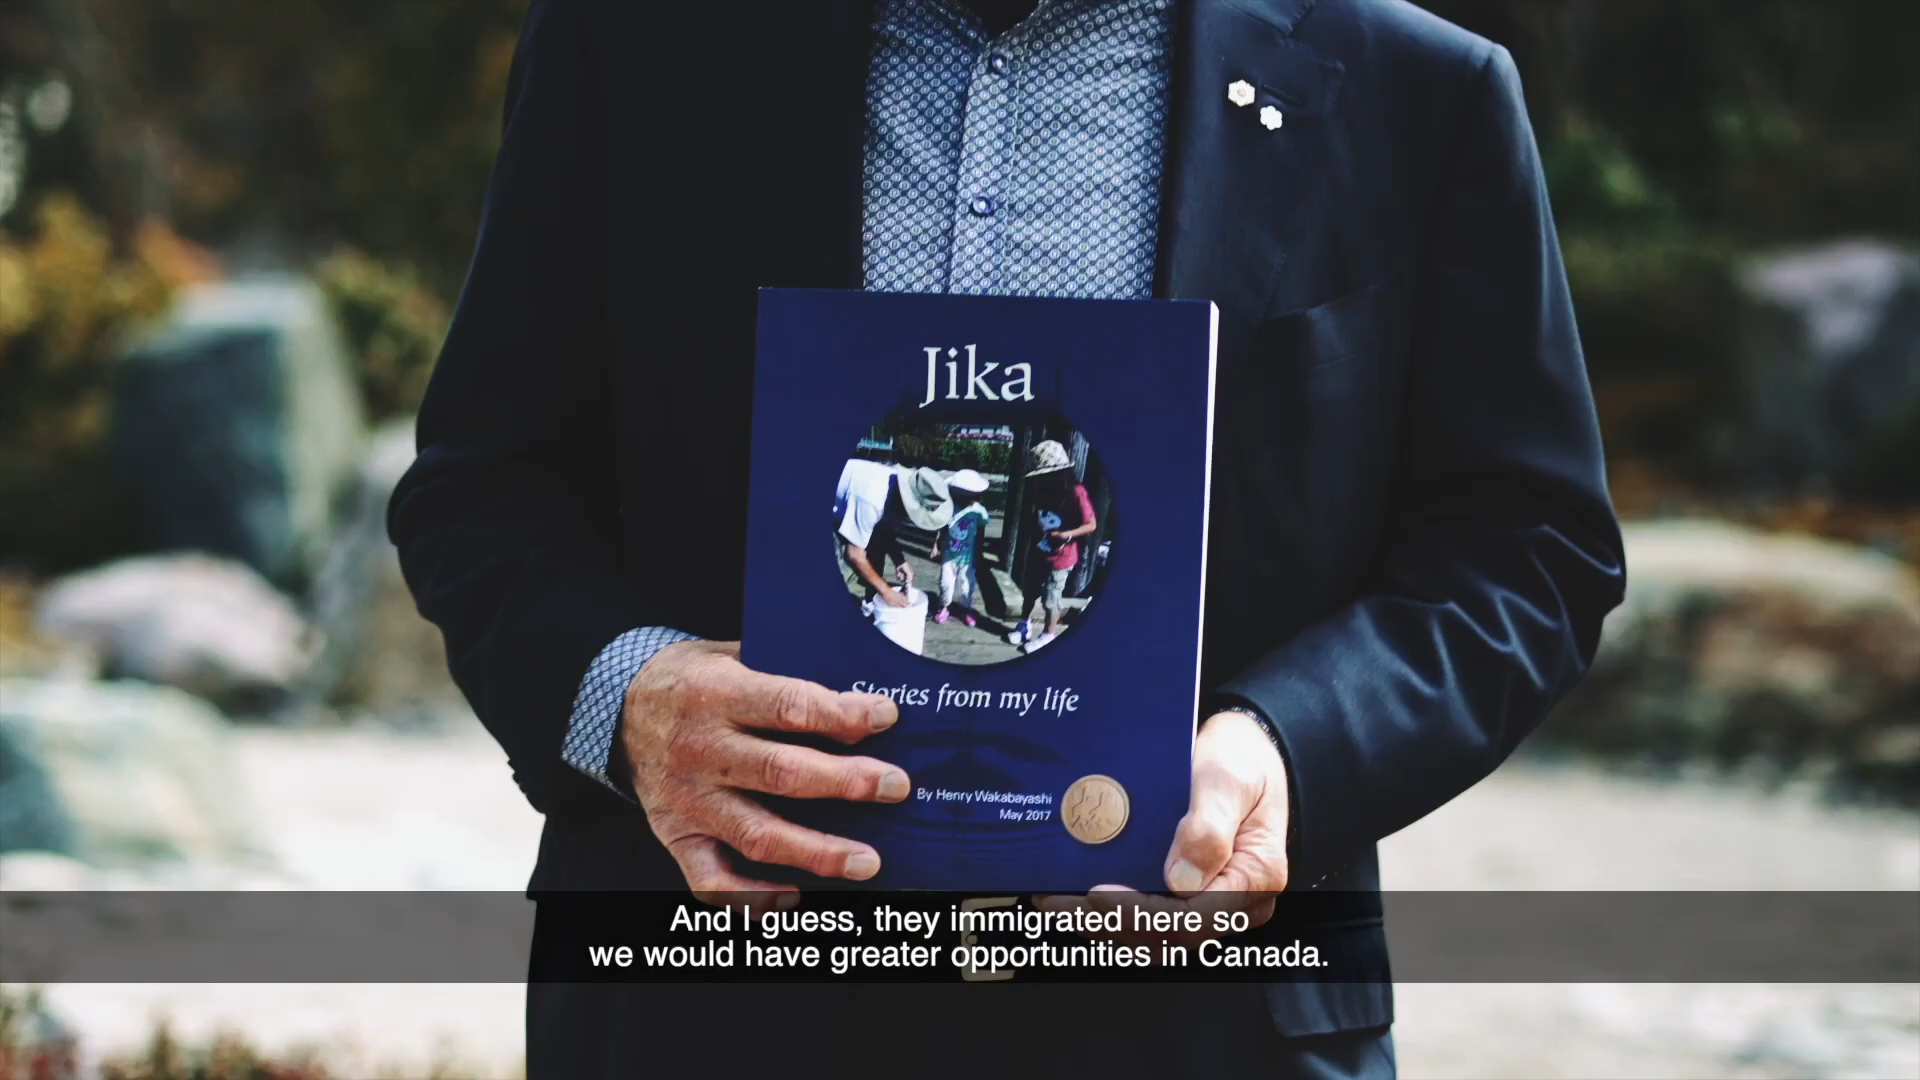 Jika
Stories from my life
By Henry Wakabayashi
May 2017
And I guess, they immigrated here so
we would have greater opportunities in Canada.